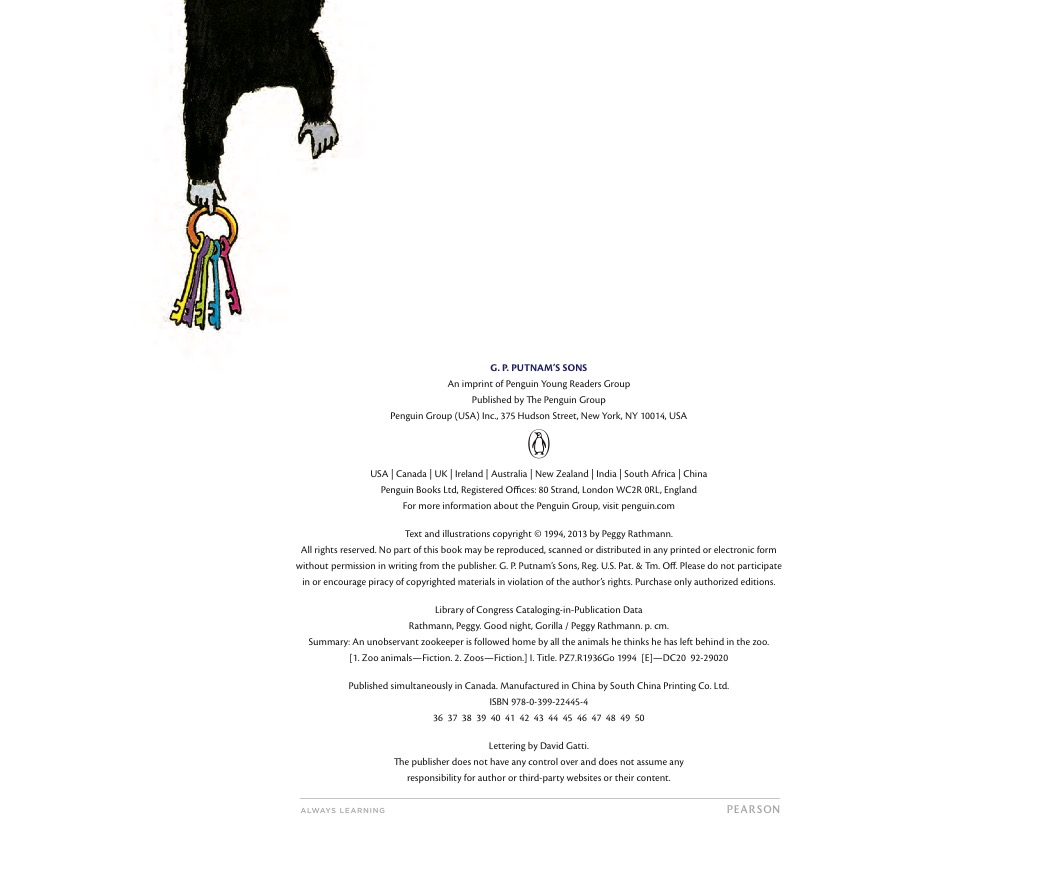 G. P. PUTNAM'S SONS
An imprint of Penguin Young Readers Group
Published by The Penguin Group
Penguin Group (USA) Inc., 375 Hudson Street, New York, NY 10014, USA
USA | Canada | UK | Ireland | Australia | New Zealand | India | South Africa | China
Penguin Books Ltd, Registered Offices: 80 Strand, London WC2R 0RL, England
For more information about the Penguin Group, visit penguin.com
Text and illustrations copyright © 1994, 2013 by Peggy Rathmann.
All rights reserved. No part of this book may be reproduced, scanned or distributed in any printed or electronic form
without permission in writing from the publisher. G. P. Putnam's Sons, Reg. U.S. Pat. & Tm. Off. Please do not participate
in or encourage piracy of copyrighted materials in violation of the author's rights. Purchase only authorized editions.
Library of Congress Cataloging-in-Publication Data
Rathmann, Peggy. Good night, Gorilla / Peggy Rathmann. p. cm.
Summary: An unobservant zookeeper is followed home by all the animals he thinks he has left behind in the zoo.
[1. Zoo animals—Fiction. 2. Zoos—Fiction.] I. Title. PZ7.R1936Go 1994 [E]—DC20 92-29020
Published simultaneously in Canada. Manufactured in China by South China Printing Co. Ltd.
ISBN 978-0-399-22445-4
36 37 38 39 40 41 42 43 44 45 46 47 48 49 50
Lettering by David Gatti.
The publisher does not have any control over and does not assume any
responsibility for author or third-party websites or their content.
ALWAYS LEARNING PEARSON